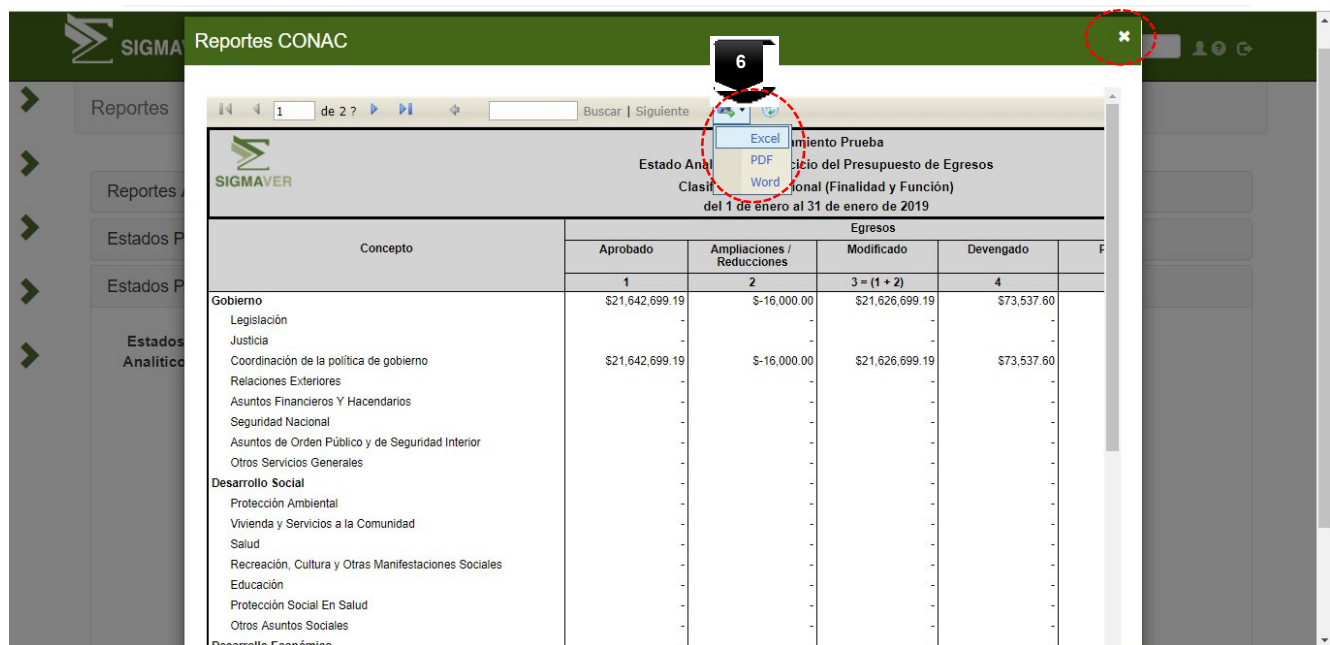 SIGMA
Reportes CONAC
6
Reportes
1 de 2 ? Buscar | Siguiente
Excel
PDF
Word
SIGMAVER
Prueba
Estado del Presupuesto de Egresos
(Finalidad y Función)
del 1 de enero al 31 de enero de 2019
Reportes
Estados P
Estados P
Estados
Analítico
Egresos
Concepto Aprobado Ampliaciones / Modificado Devengado
Reducciones
1 2 3 = (1 + 2) 4
Gobierno $21,642,699.19 $-16,000.00 $21,626,699.19 $73,537.60
Legislación - - - -
Justicia - - - -
Coordinación de la política de gobierno $21,642,699.19 $-16,000.00 $21,626,699.19 $73,537.60
Relaciones Exteriores - - - -
Asuntos Financieros Y Hacendarios - - - -
Seguridad Nacional - - - -
Asuntos de Orden Público y de Seguridad Interior - - - -
Otros Servicios Generales - - - -
Desarrollo Social - - - -
Protección Ambiental - - - -
Vivienda y Servicios a la Comunidad - - - -
Salud - - - -
Recreación, Cultura y Otras Manifestaciones Sociales - - - -
Educación - - - -
Protección Social En Salud - - - -
Otros Asuntos Sociales - - - -
Desarrollo Económico